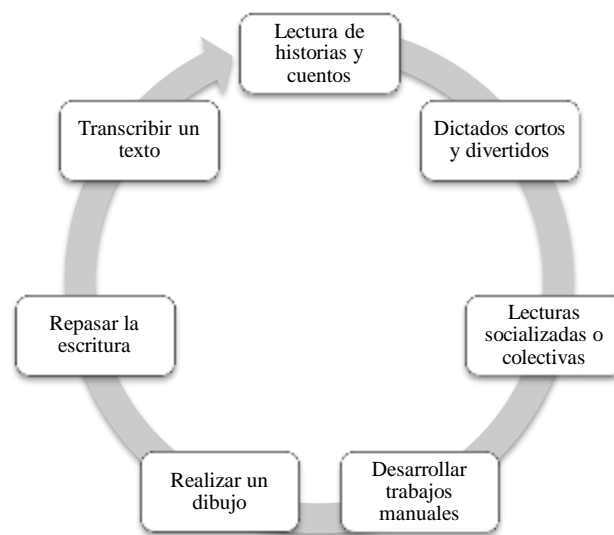 Lectura de
historias y
cuentos
Dictados cortos
y divertidos
Lecturas
socializadas o
colectivas
Desarrollar
trabajos
manuales
Realizar un
dibujo
Repasar la
escritura
Transcribir un
texto